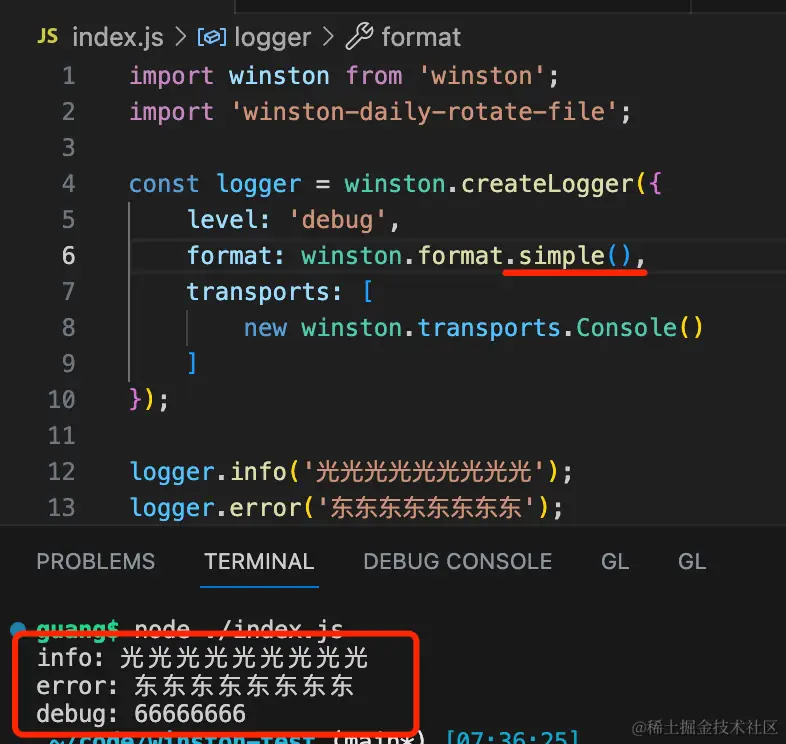 JS index.js > logger > format
1 import winston from 'winston';
2 import 'winston-daily-rotate-file';
3
4 const logger = winston.createLogger({
5 level: 'debug',
6 format: winston.format.simple(),
7 transports: [
8 new winston.transports.Console()
9 ]
10 });
11
12 logger.info('光光光光光光光光光');
13 logger.error('东东东东东东东东');
PROBLEMS TERMINAL DEBUG CONSOLE GL GL
guang$ node ./index.js
info: 光光光光光光光光光
error: 东东东东东东东东
debug: 66666666
~/code/winston-test (main*) [07:36:25]
@稀土掘金技术社区